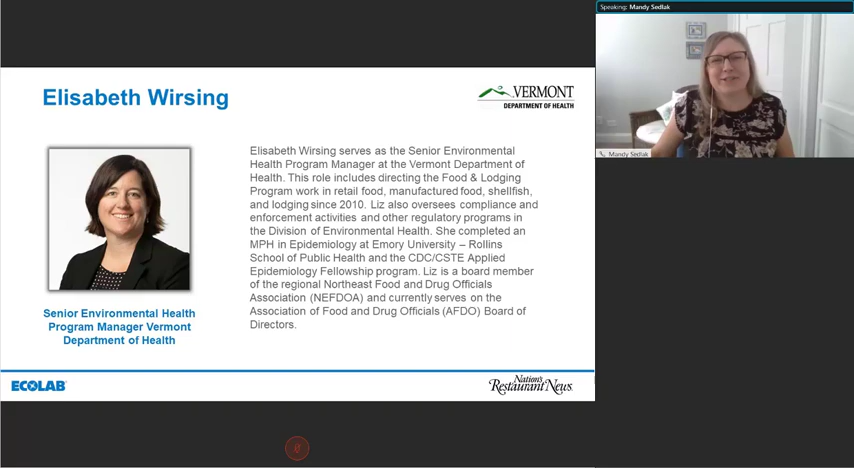 Speaking: Mandy Sedlak
Elisabeth Wirsing
VERMONT
DEPARTMENT OF HEALTH
Elisabeth Wirsing serves as the Senior Environmental
Health Program Manager at the Vermont Department of
Health. This role includes directing the Food & Lodging
Program work in retail food, manufactured food, shellfish,
and lodging since 2010. Liz also oversees compliance and
enforcement activities and other regulatory programs in
the Division of Environmental Health. She completed an
MPH in Epidemiology at Emory University – Rollins
School of Public Health and the CDC/CSTE Applied
Epidemiology Fellowship program. Liz is a board member
of the regional Northeast Food and Drug Officials
Association (NEFDOA) and currently serves on the
Association of Food and Drug Officials (AFDO) Board of
Directors.
Senior Environmental Health
Program Manager Vermont
Department of Health
Mandy Sedlak
ECOLAB
Nation's
Restaurant News